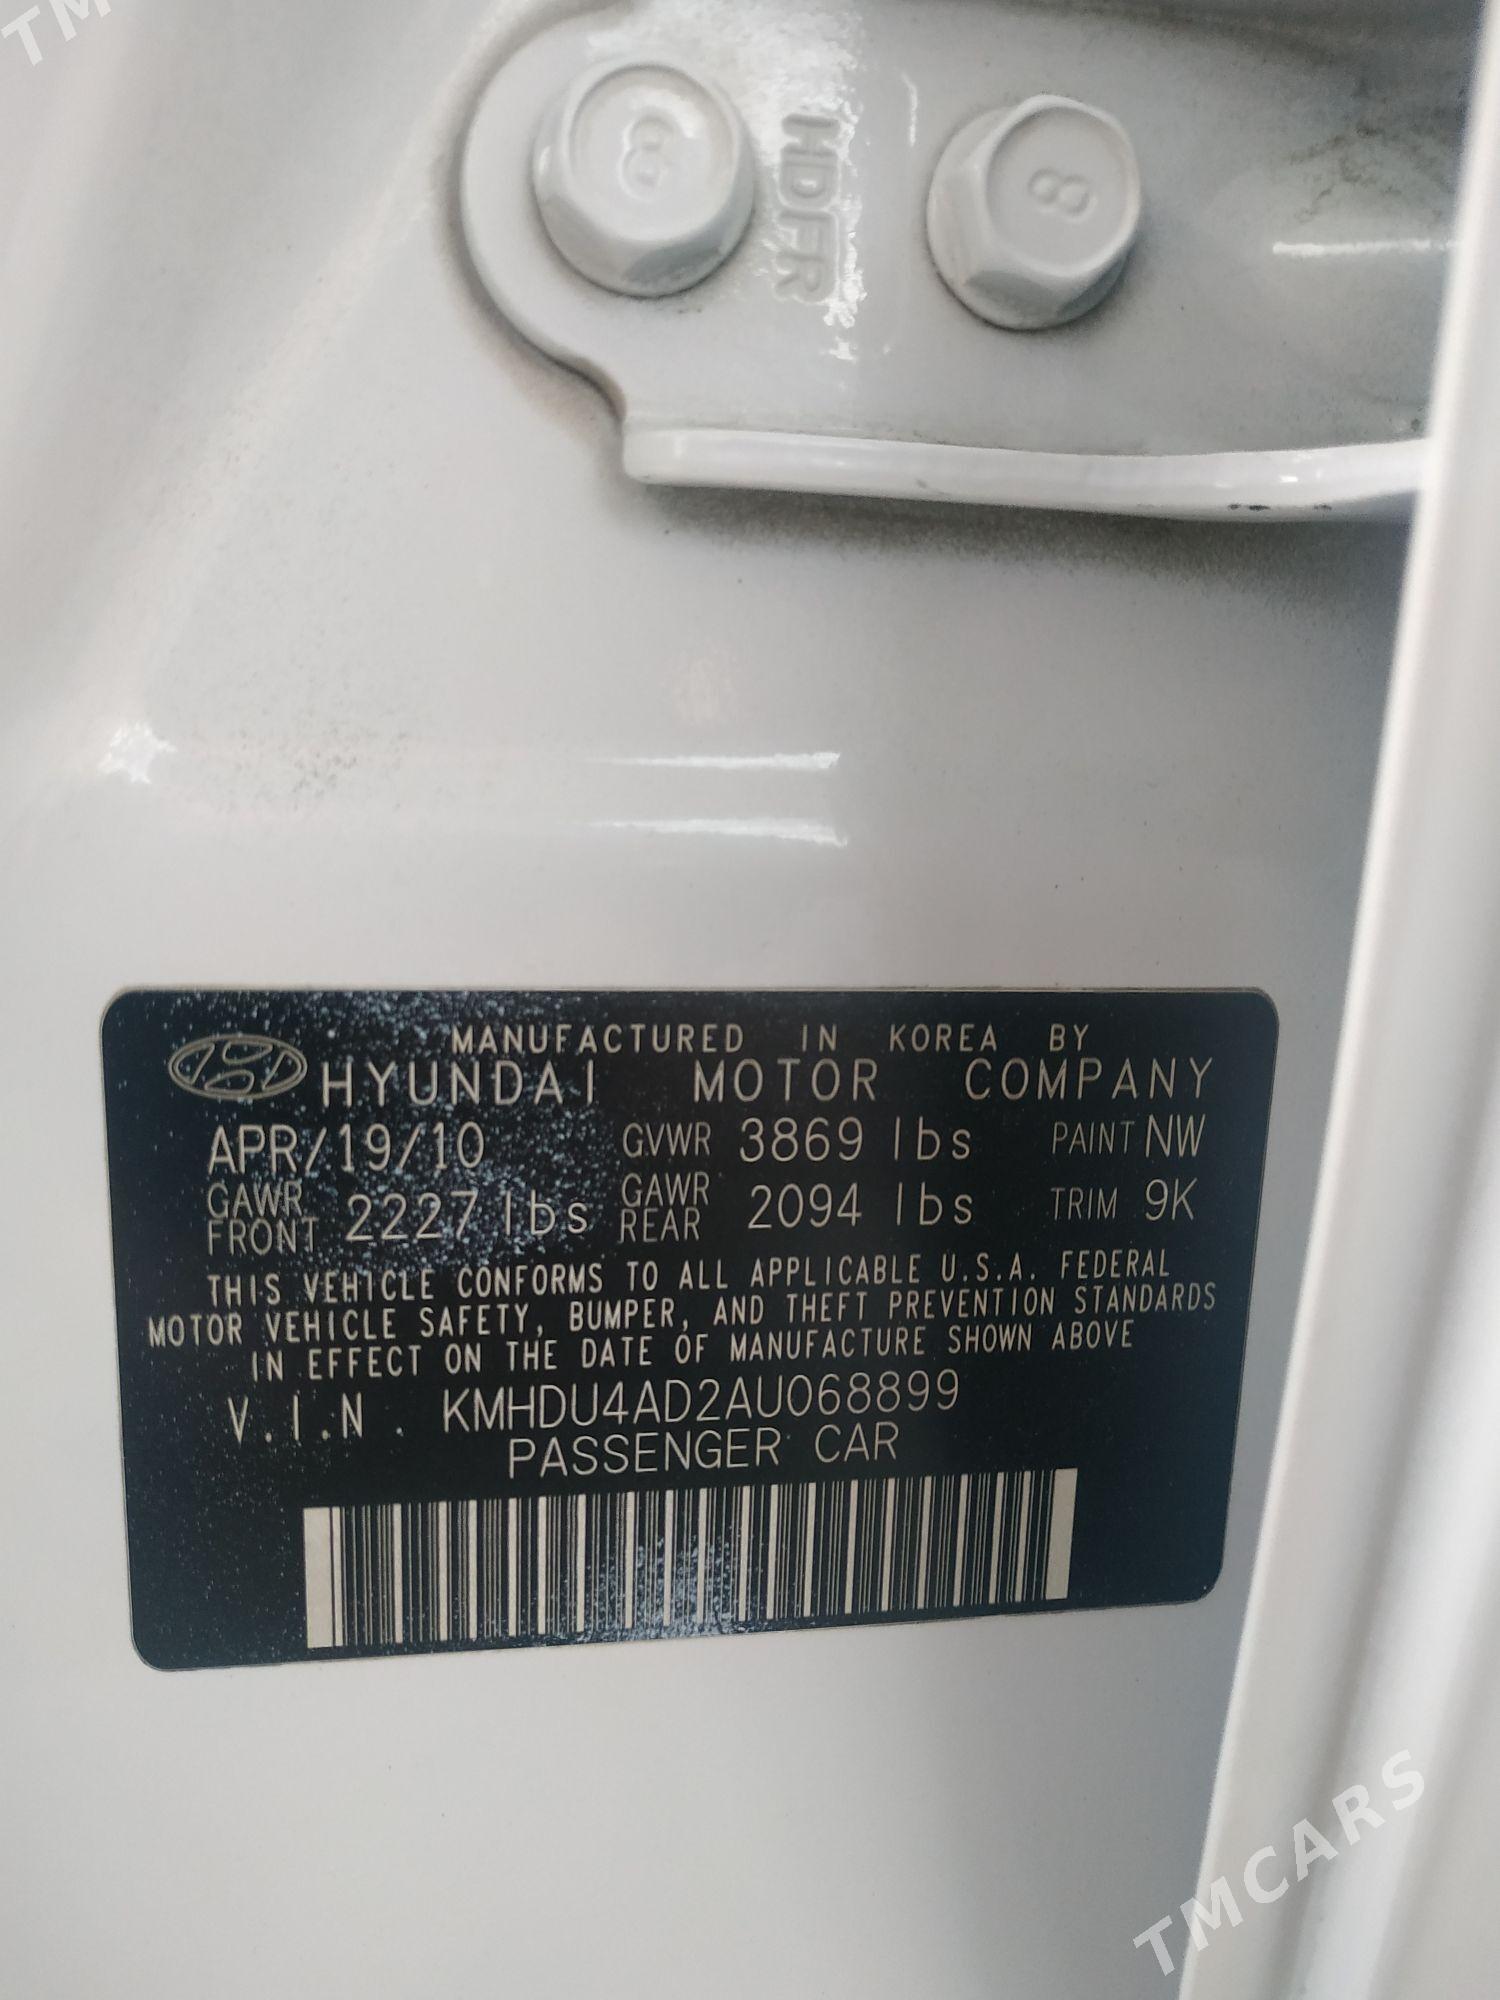 TM
8
HDFR
8
MANUFACTURED IN KOREA BY
HYUNDAI MOTOR COMPANY
APR/19/10 GVWR 3869 lbs PAINT NW
GAWR FRONT 2227 lbs GAWR REAR 2094 lbs TRIM 9K
THIS VEHICLE CONFORMS TO ALL APPLICABLE U.S.A. FEDERAL
MOTOR VEHICLE SAFETY, BUMPER, AND THEFT PREVENTION STANDARDS
IN EFFECT ON THE DATE OF MANUFACTURE SHOWN ABOVE
V.I.N. KMHDU4AD2AU068899
PASSENGER CAR
TMCARS